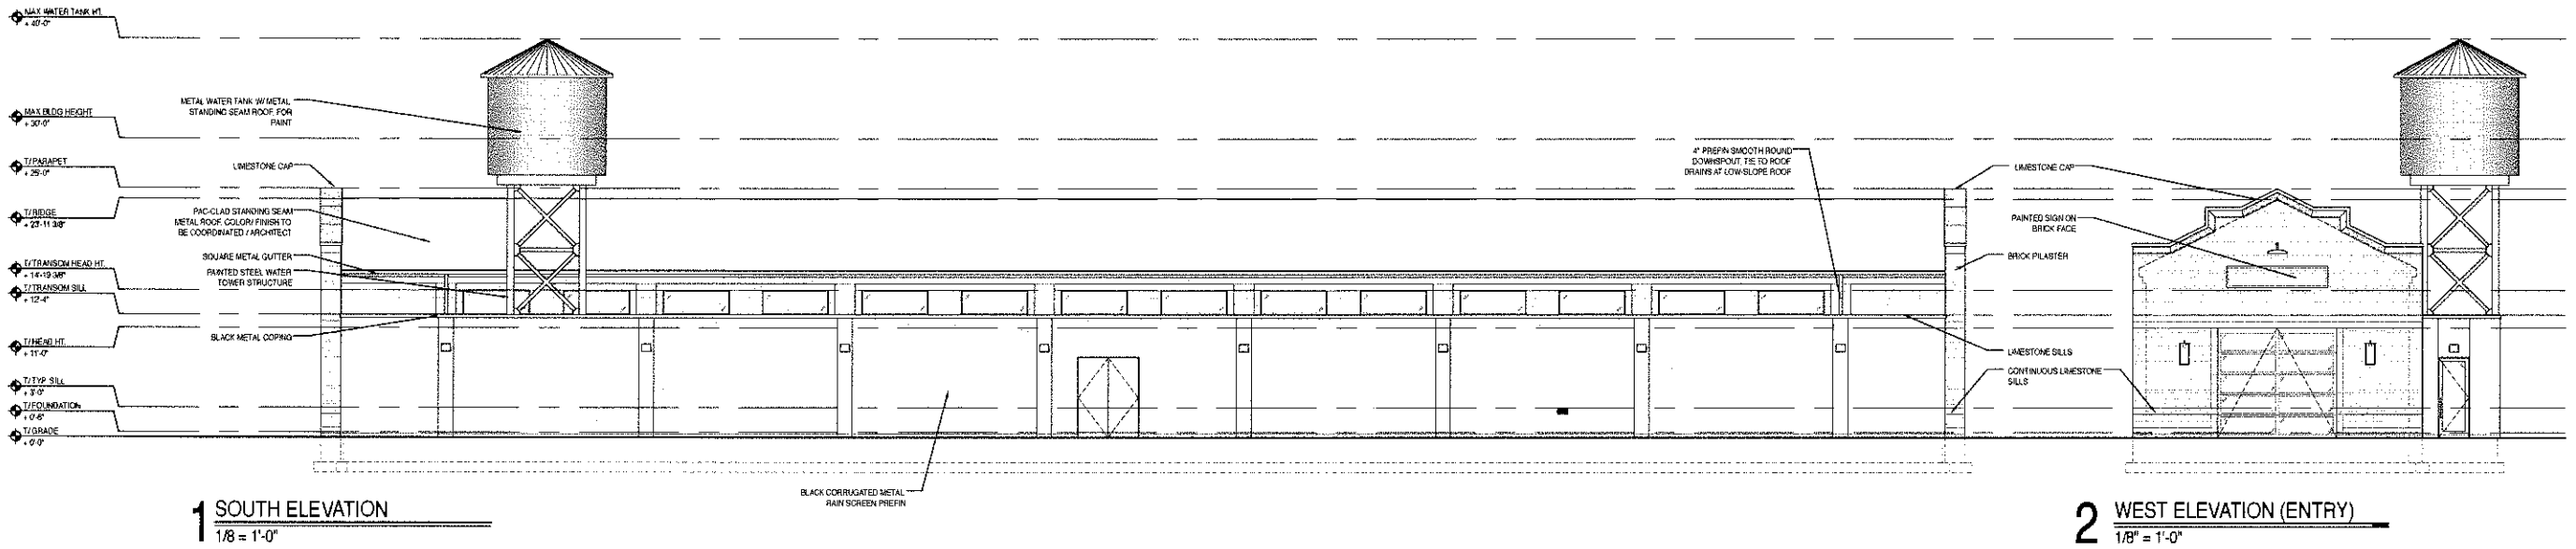 MAX WATER TANK HT.
+ 40'-0"
MAX BLDG HEIGHT
+ 30'-0"
T/PARAPET
+ 25'-0"
T/RIDGE
+ 23'-11 3/8"
T/TRANSOM HEAD HT.
T/TRANSOM SILL
+ 12'-4"
T/HEAD HT.
+ 11'-0"
T/TYP SILL
+ 3'-0"
T/FOUNDATION
+ 0'-6"
T/GRADE
+ 0'-0"
METAL WATER TANK W/ METAL
STANDING SEAM ROOF, FOR
PAINT
LIMESTONE CAP
PAC-CLAD STANDING SEAM
METAL ROOF. COLOR/ FINISH TO
BE COORDINATED / ARCHITECT
SQUARE METAL GUTTER
PAINTED STEEL WATER
TOWER STRUCTURE
BLACK METAL COPING
BLACK CORRUGATED METAL
RAIN SCREEN PREFIN
4" PREFIN SMOOTH ROUND
DOWNSPOUT, TIE TO ROOF
DRAINS AT LOW-SLOPE ROOF
LIMESTONE CAP
PAINTED SIGN ON
BRICK FACE
BRICK PILASTER
LIMESTONE SILLS
CONTINUOUS LIMESTONE
SILLS
1 SOUTH ELEVATION
1/8 = 1'-0"
2 WEST ELEVATION (ENTRY)
1/8" = 1'-0"